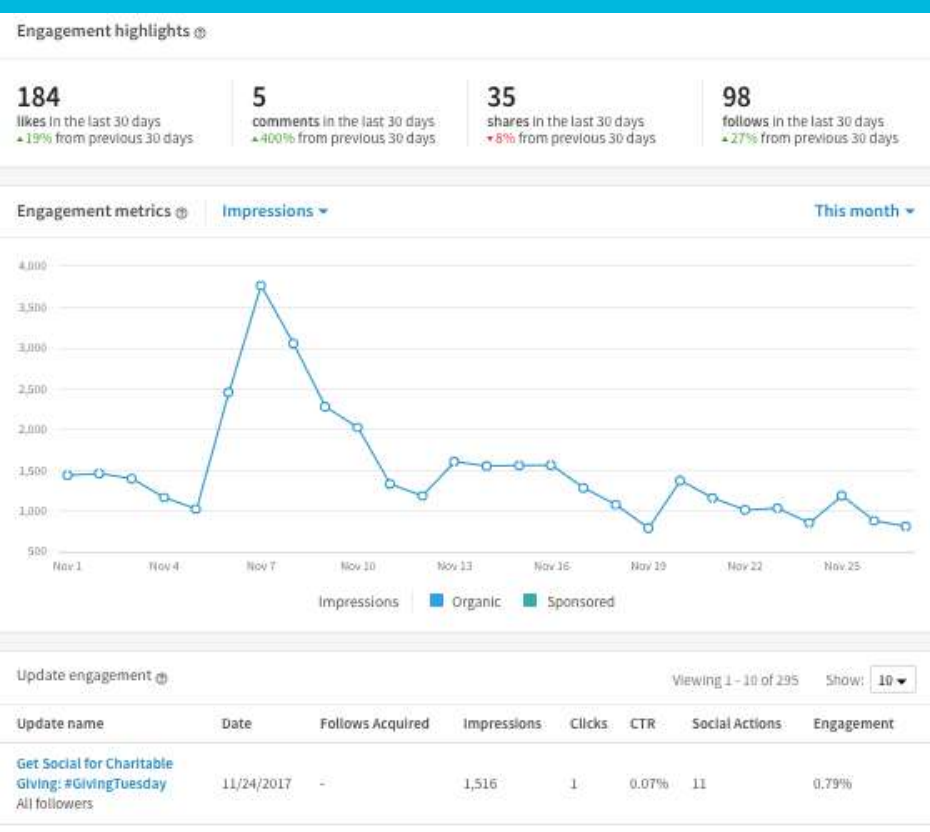 Engagement highlights
184
likes in the last 30 days
19% from previous 30 days
5
comments in the last 30 days
400% from previous 30 days
35
shares in the last 30 days
8% from previous 30 days
98
follows in the last 30 days
27% from previous 30 days
Engagement metrics Impressions This month
4,000
3,500
3,000
2,500
2,000
1,500
1,000
500
Nov 1 Nov 4 Nov 7 Nov 10 Nov 13 Nov 16 Nov 19 Nov 22 Nov 25
Impressions Organic Sponsored
Update engagement Viewing 1 - 10 of 295 Show: 10
Update name Date Follows Acquired Impressions Clicks CTR Social Actions Engagement
Get Social for Charitable
Giving: #GivingTuesday 11/24/2017 - 1,516 1 0.07% 11 0.79%
All followers